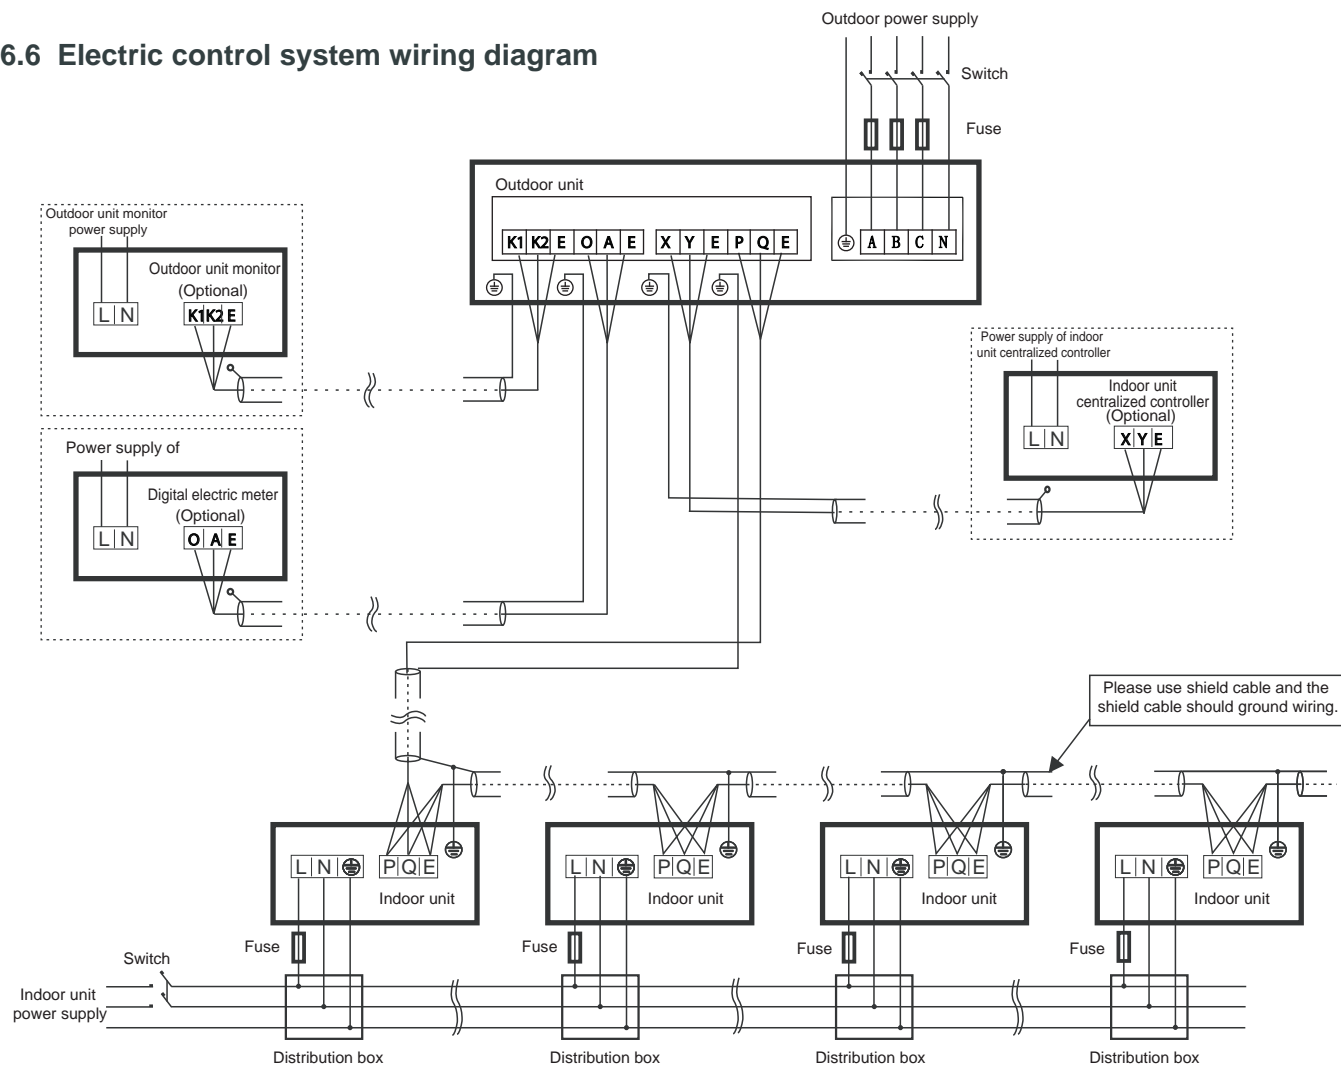 6.6 Electric control system wiring diagram
Outdoor power supply
Switch
Fuse
Outdoor unit
K1 K2 E O A E X Y E P Q E
A B C N
Outdoor unit monitor
power supply
Outdoor unit monitor
(Optional)
L N
K1 K2 E
Power supply of indoor
unit centralized controller
Indoor unit
centralized controller
(Optional)
L N
X Y E
Power supply of
Digital electric meter
(Optional)
L N
O A E
Please use shield cable and the
shield cable should ground wiring.
L N
P Q E
Indoor unit
L N
P Q E
Indoor unit
L N
P Q E
Indoor unit
L N
P Q E
Indoor unit
Fuse
Fuse
Fuse
Fuse
Switch
Indoor unit
power supply
Distribution box
Distribution box
Distribution box
Distribution box